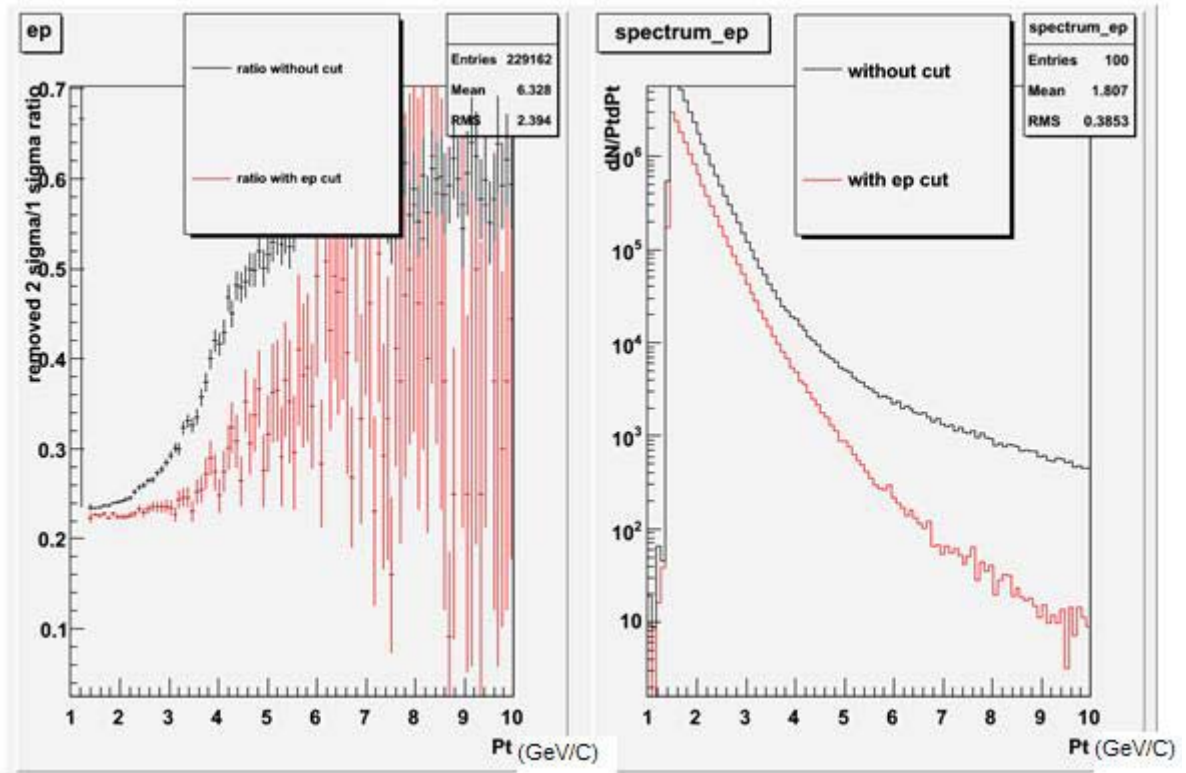 ep
ratio without cut
ratio with ep cut
Entries 229162
Mean 6.328
RMS 2.394
removed 2 sigma/1 sigma ratio
0.7
0.6
0.5
0.4
0.3
0.2
0.1
1 2 3 4 5 6 7 8 9 10
Pt (GeV/C)
spectrum_ep
without cut
with ep cut
spectrum_ep
Entries 100
Mean 1.807
RMS 0.3853
dN/PtdPt
10^6
10^5
10^4
10^3
10^2
10
1 2 3 4 5 6 7 8 9 10
Pt (GeV/C)